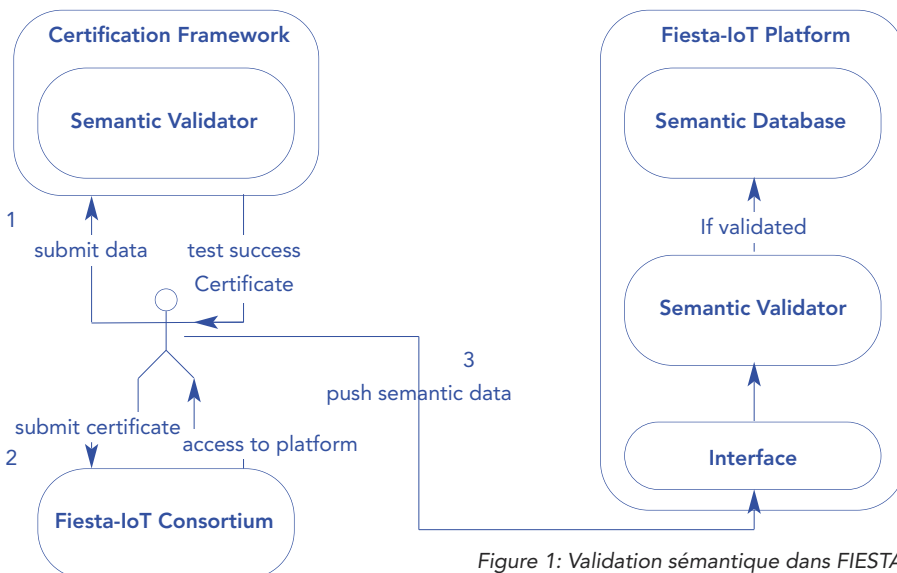 Certification Framework
Semantic Validator
1
submit data
test success
Certificate
submit certificate
2
access to platform
Fiesta-IoT Consortium
3
push semantic data
Fiesta-IoT Platform
Semantic Database
If validated
Semantic Validator
Interface
Figure 1: Validation sémantique dans FIESTA